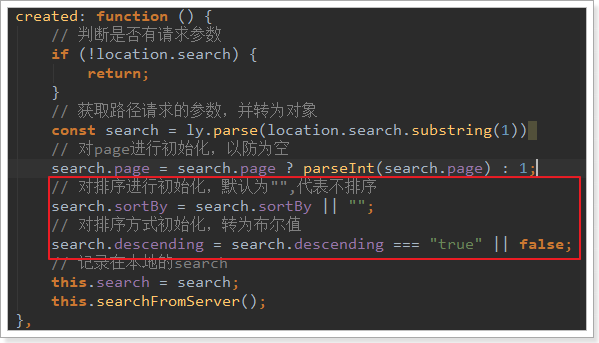 created: function () {
// 判断是否有请求参数
if (!location.search) {
return;
}
// 获取路径请求的参数，并转为对象
const search = ly.parse(location.search.substring(1))
// 对page进行初始化，以防为空
search.page = search.page ? parseInt(search.page) : 1;
// 对排序进行初始化，默认为"",代表不排序
search.sortBy = search.sortBy || "";
// 对排序方式初始化，转为布尔值
search.descending = search.descending === "true" || false;
// 记录在本地的search
this.search = search;
this.searchFromServer();
},